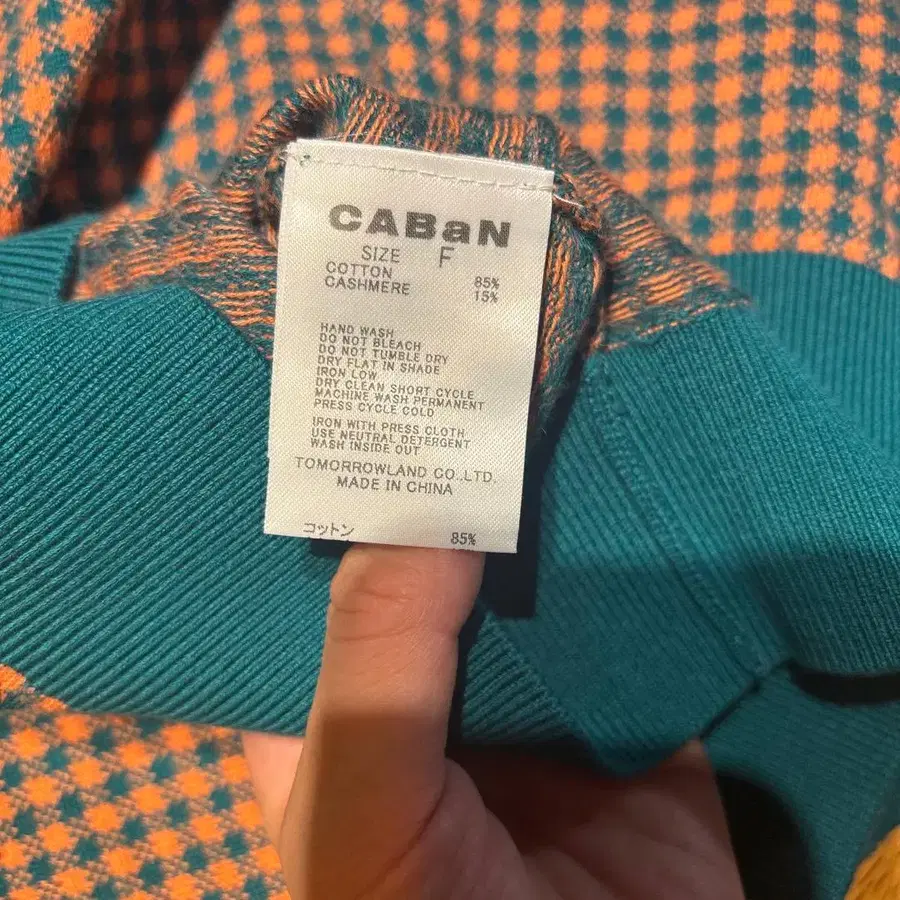 CABaN
SIZE F
COTTON 85%
CASHMERE 15%
HAND WASH
DO NOT BLEACH
DO NOT TUMBLE DRY
DRY FLAT IN SHADE
IRON LOW
DRY CLEAN SHORT CYCLE
MACHINE WASH PERMANENT
PRESS CYCLE COLD
IRON WITH PRESS CLOTH
USE NEUTRAL DETERGENT
WASH INSIDE OUT
TOMORROWLAND CO.,LTD.
MADE IN CHINA
コットン 85%